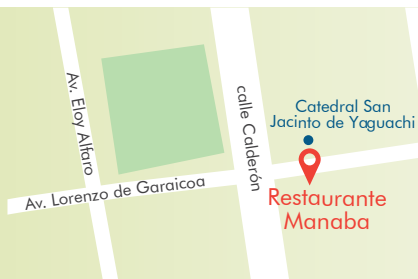 Av. Eloy Alfaro
calle Calderón
Catedral San
Jacinto de Yaguachi
Av. Lorenzo de Garaicoa
Restaurante
Manaba